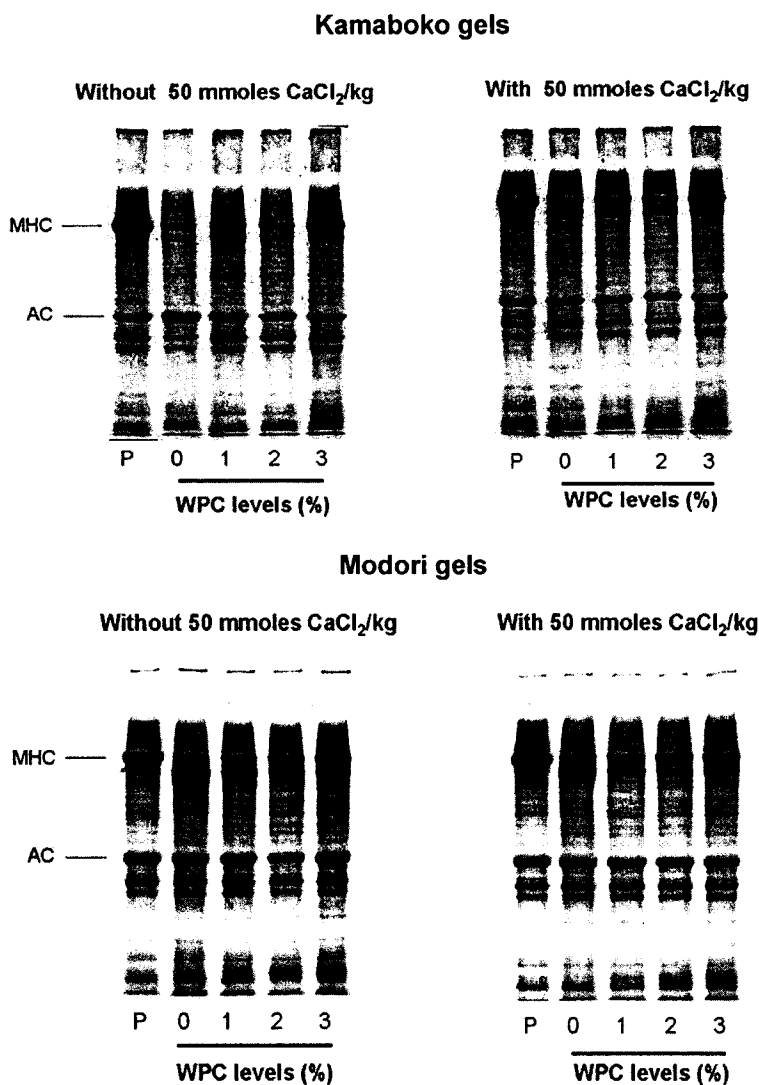 Kamaboko gels
Without 50 mmoles CaCl₂/kg
With 50 mmoles CaCl₂/kg
MHC
AC
P 0 1 2 3
WPC levels (%)
P 0 1 2 3
WPC levels (%)
Modori gels
Without 50 mmoles CaCl₂/kg
With 50 mmoles CaCl₂/kg
MHC
AC
P 0 1 2 3
WPC levels (%)
P 0 1 2 3
WPC levels (%)